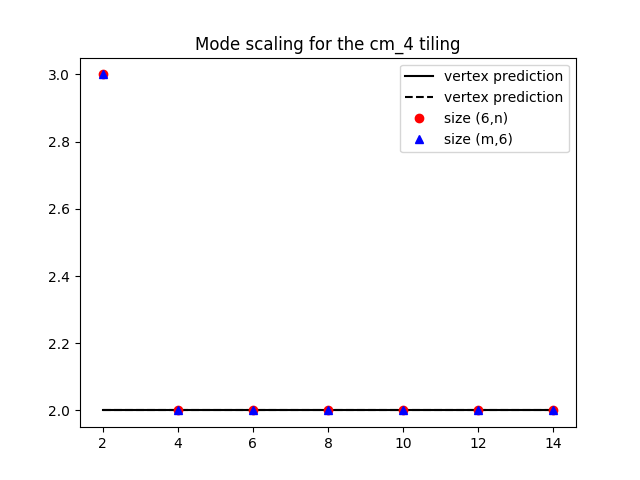 Mode scaling for the cm_4 tiling
vertex prediction
vertex prediction
size (6,n)
size (m,6)
3.0
2.8
2.6
2.4
2.2
2.0
2 4 6 8 10 12 14